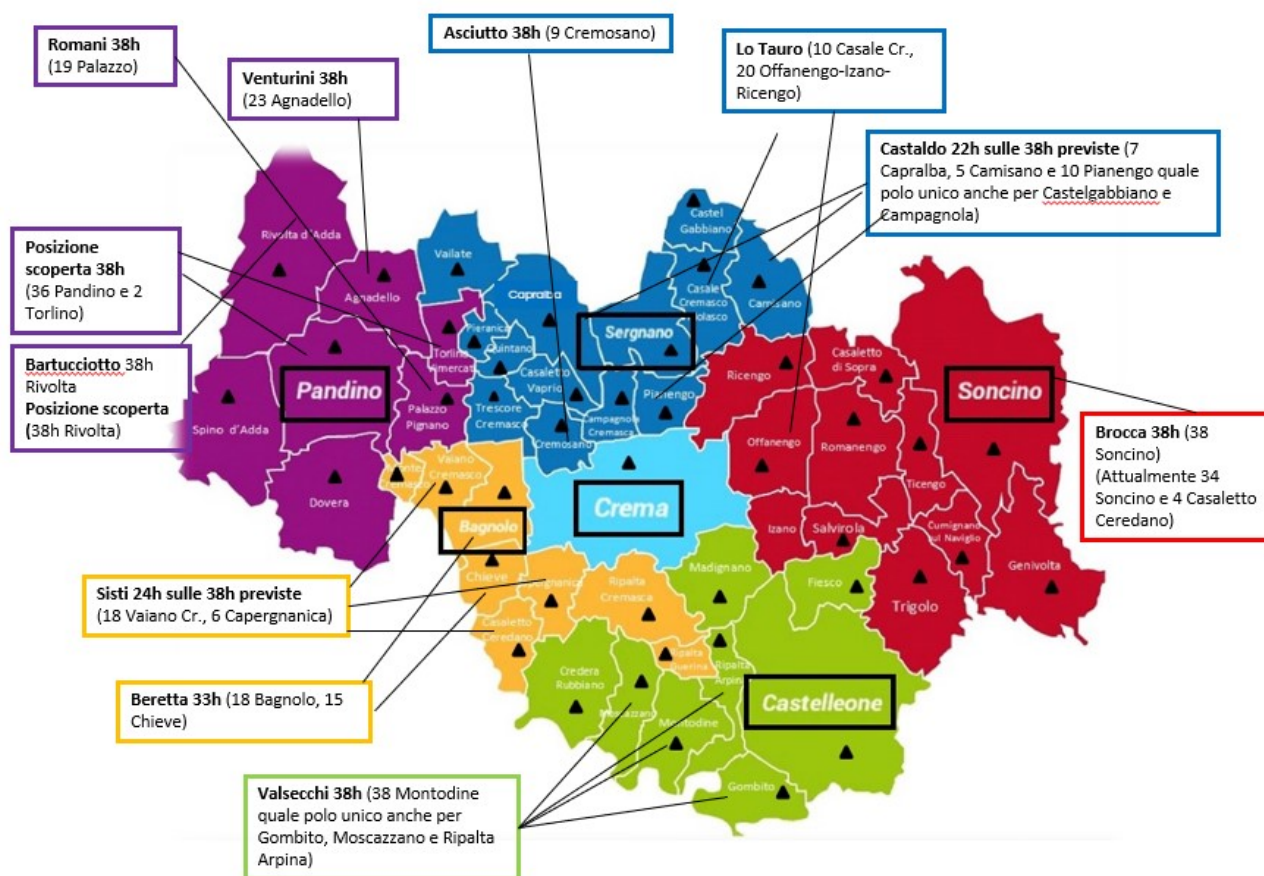 Romani 38h
(19 Palazzo)
Venturini 38h
(23 Agnadello)
Asciutto 38h (9 Cremosano)
Lo Tauro (10 Casale Cr.,
20 Offanengo-Izano-
Ricengo)
Castaldo 22h sulle 38h previste (7
Capralba, 5 Camisano e 10 Pianengo quale
polo unico anche per Castelgabbiano e
Campagnola)
Posizione
scoperta 38h
(36 Pandino e 2
Torlino)
Bartucciotto 38h
Rivolta
Posizione scoperta
(38h Rivolta)
Brocca 38h (38
Soncino)
(Attualmente 34
Soncino e 4 Casaletto
Ceredano)
Sisti 24h sulle 38h previste
(18 Vaiano Cr., 6 Capergnanica)
Beretta 33h (18 Bagnolo, 15
Chieve)
Valsecchi 38h (38 Montodine
quale polo unico anche per
Gombito, Moscazzano e Ripalta
Arpina)
Rivolta d'Adda
Agnadello
Vailate
Capralba
Pieranica
Quintano
Torlino
Vimercati
Casaletto
Vaprio
Trescore
Cremasco
Palazzo
Pignano
Pandino
Spino d'Adda
Dovera
Cremosano
Campagnola
Cremasca
Pianengo
Sergnano
Castel
Gabbiano
Casale
Cremasco
Camisano
Ricengo
Casaletto
di Sopra
Soncino
Offanengo
Romanengo
Ticengo
Izano
Salvirola
Cumignano
sul Naviglio
Trigolo
Genivolta
Monte
Cremasco
Vaiano
Cremasco
Bagnolo
Crema
Chieve
Capergnanica
Casaletto
Ceredano
Ripalta
Cremasca
Ripalta
Guerina
Madignano
Fiesco
Ripalta
Arpina
Castelleone
Credera
Rubbiano
Moscazzano
Montodine
Gombito